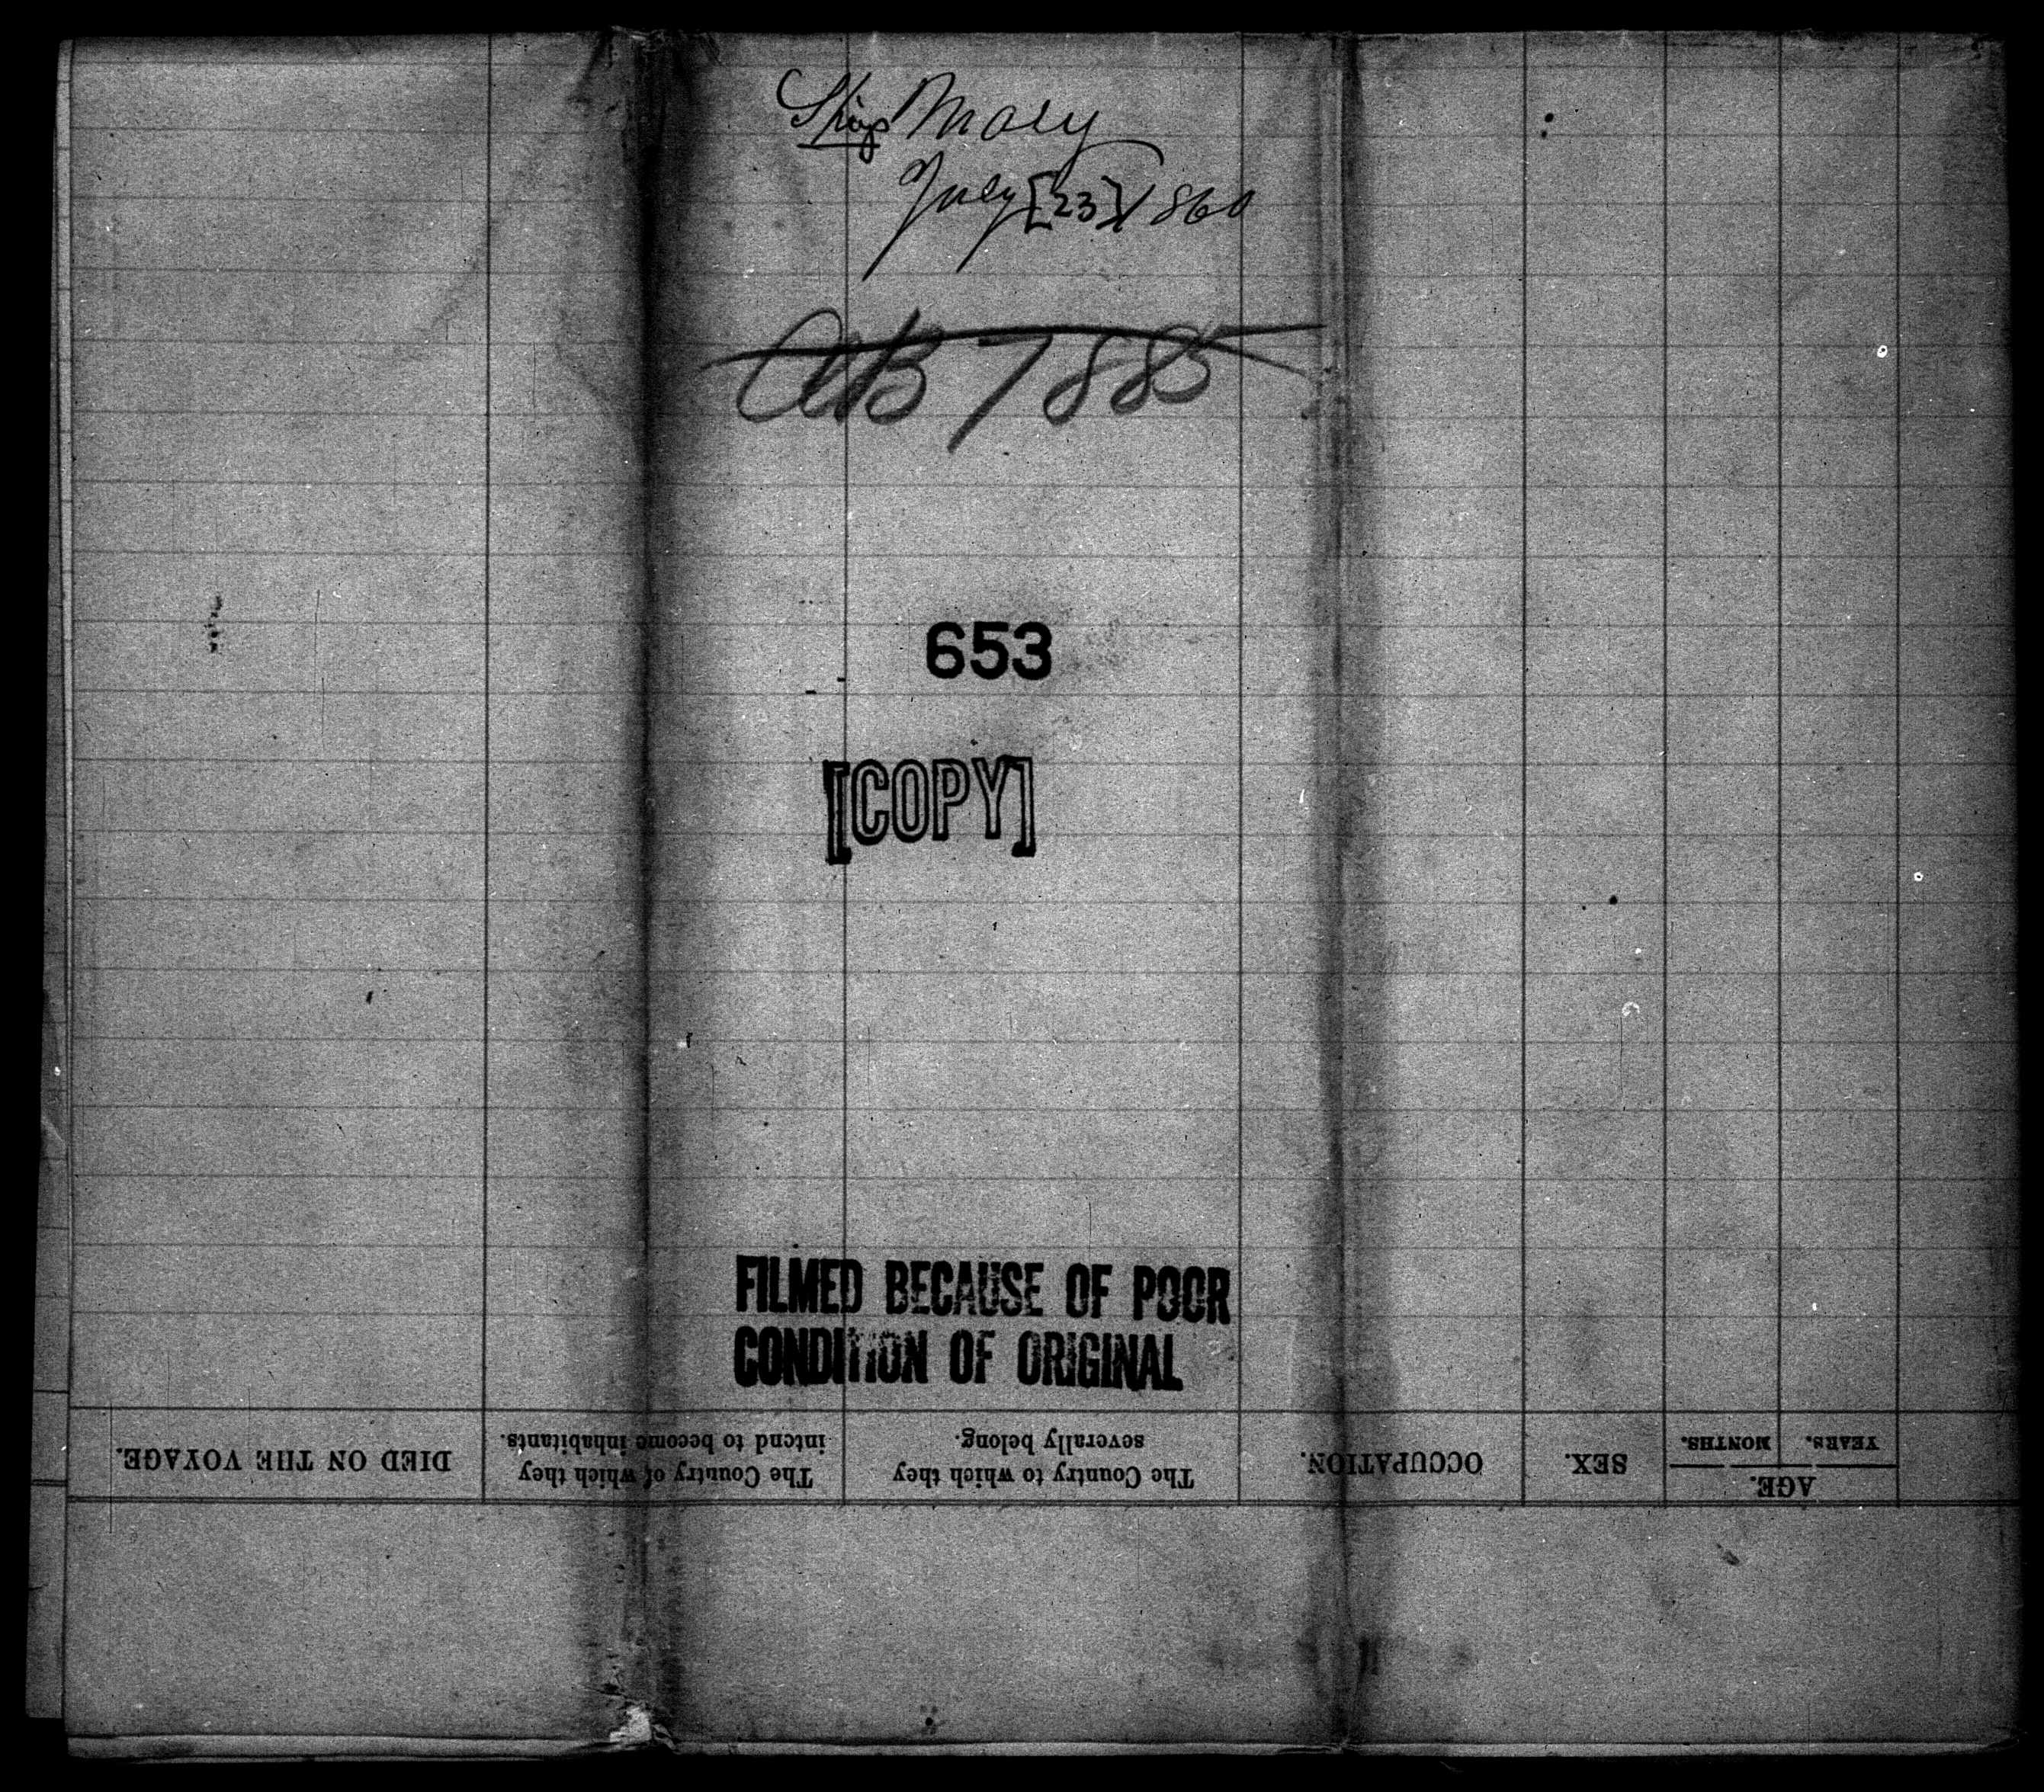 Ship Mary
July [23] 1860
AB 7885
653
[COPY]
FILMED BECAUSE OF POOR
CONDITION OF ORIGINAL
AGE.
YEARS. MONTHS.
SEX.
OCCUPATION.
The Country to which they
severally belong.
The Country of which they
intend to become inhabitants.
DIED ON THE VOYAGE.